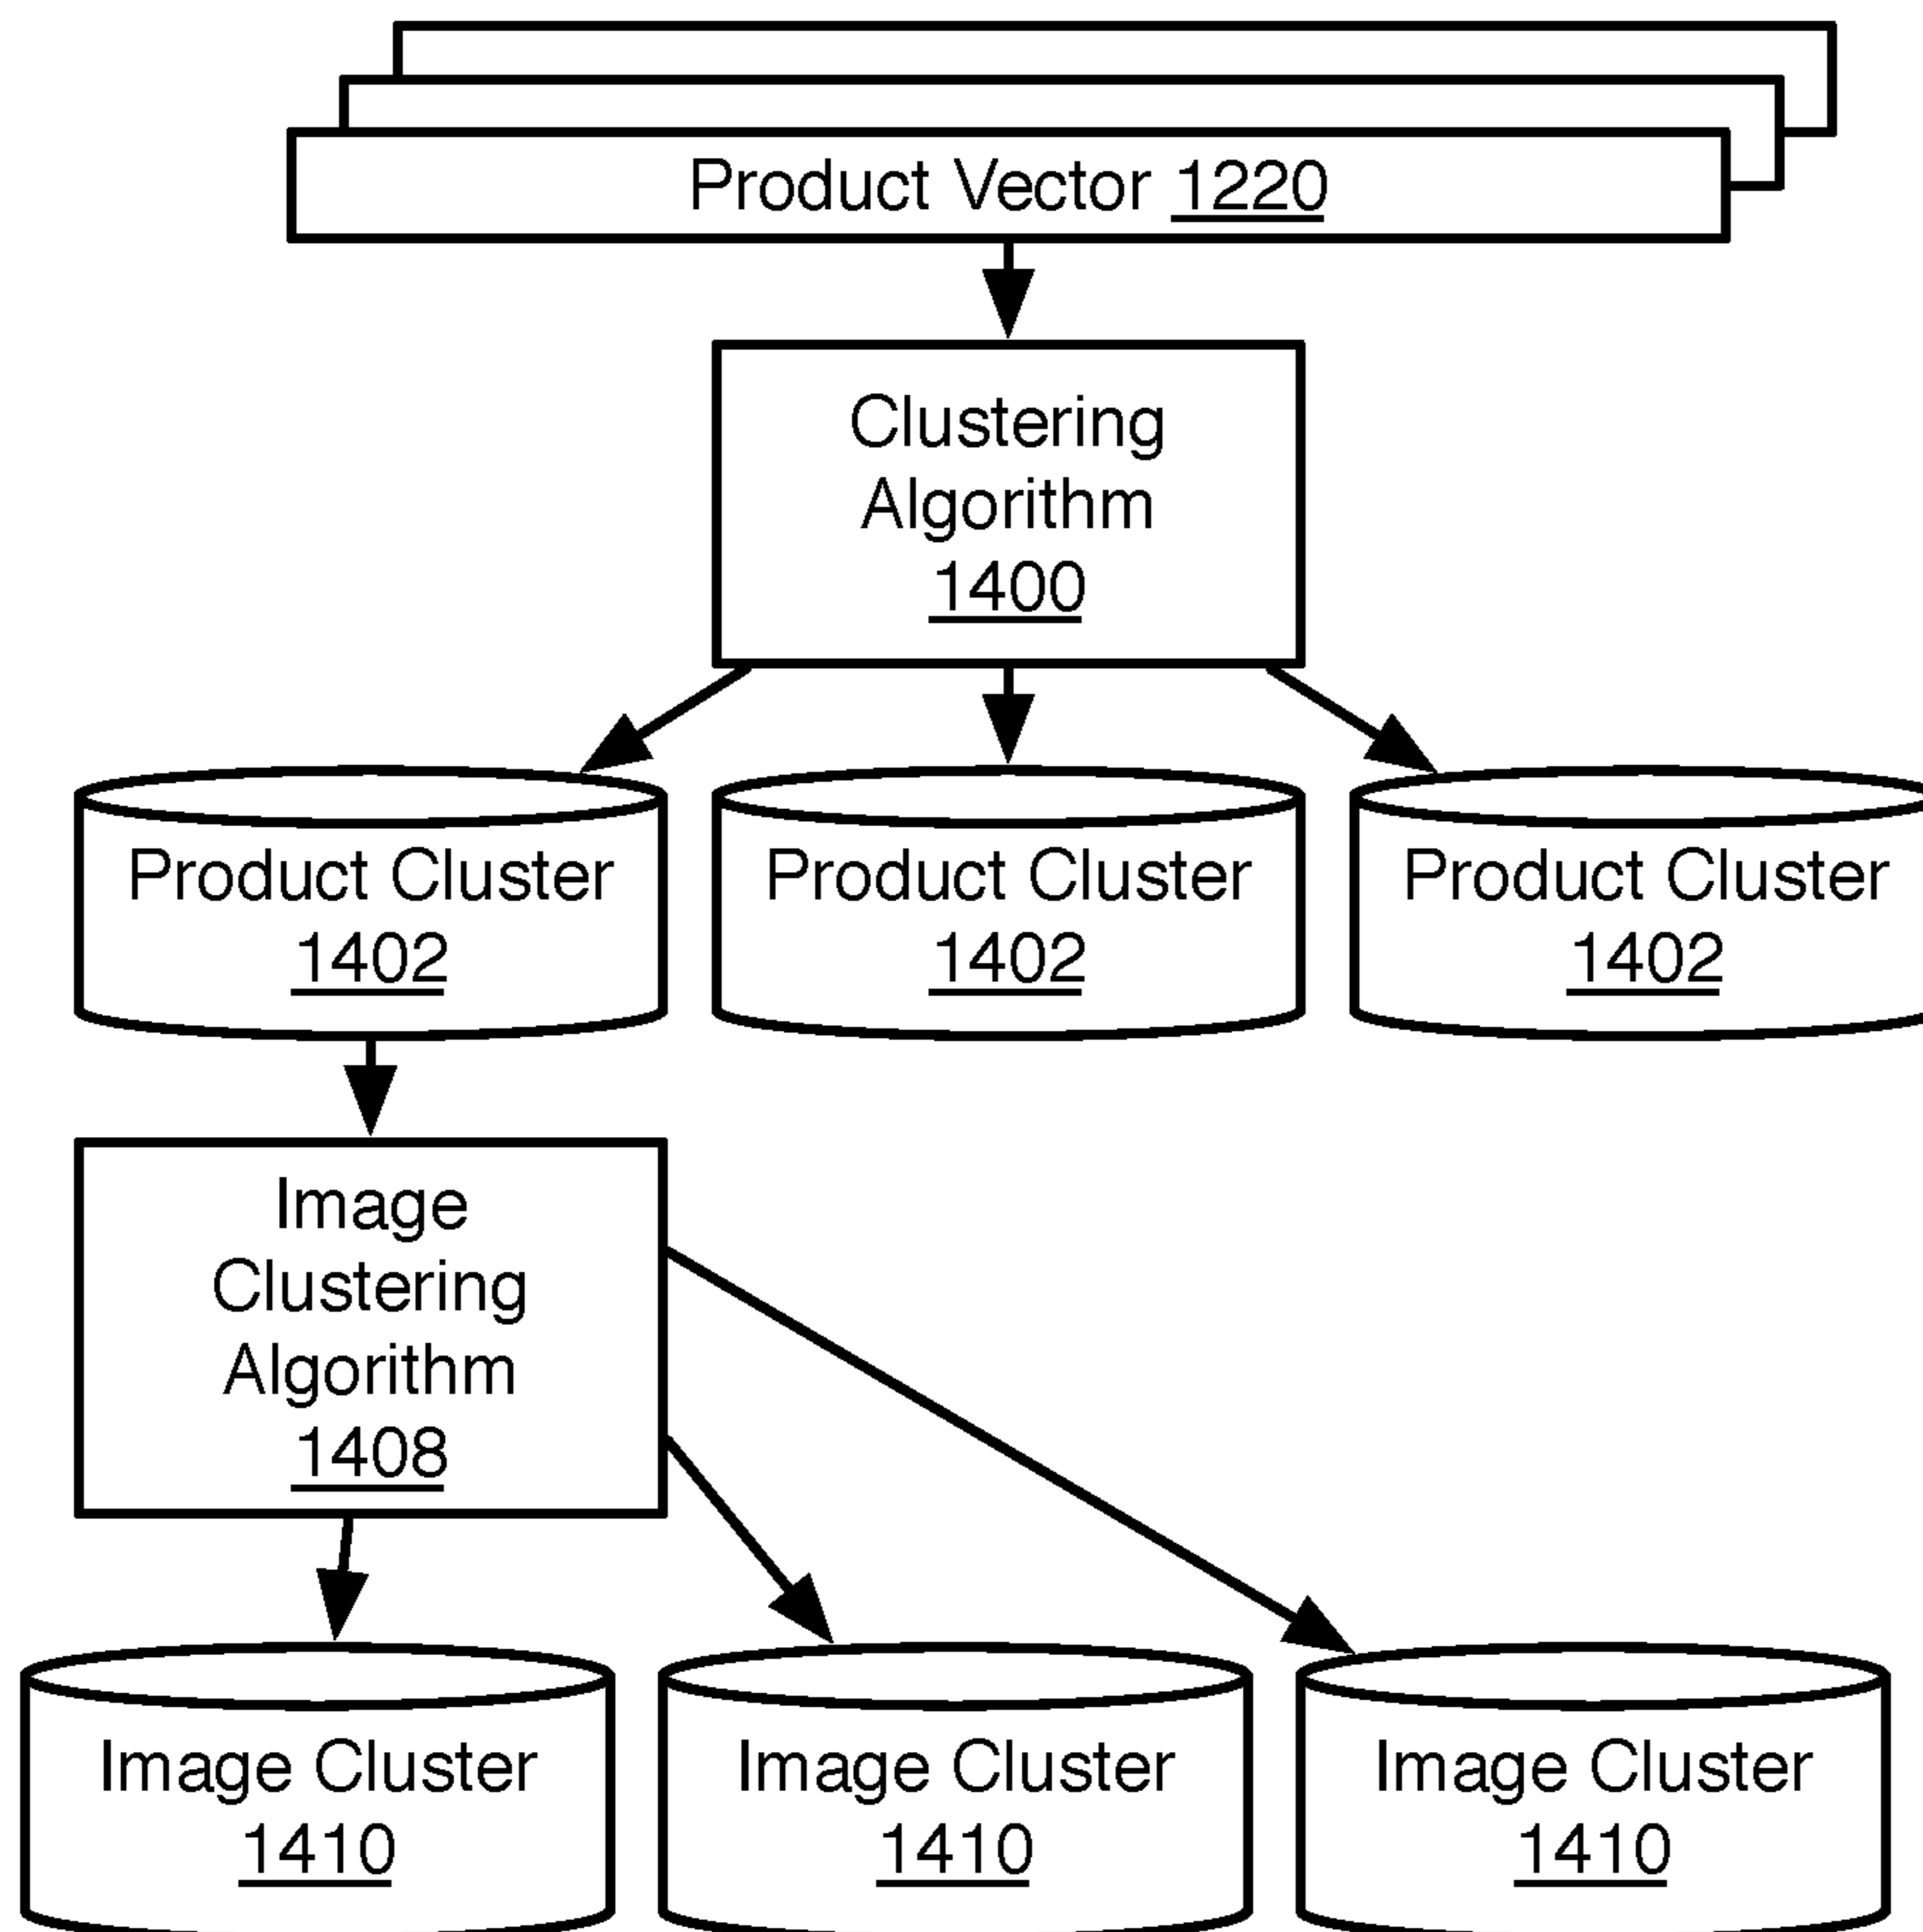 Product Vector 1220
Clustering
Algorithm
1400
Product Cluster
1402
Product Cluster
1402
Product Cluster
1402
Image
Clustering
Algorithm
1408
Image Cluster
1410
Image Cluster
1410
Image Cluster
1410